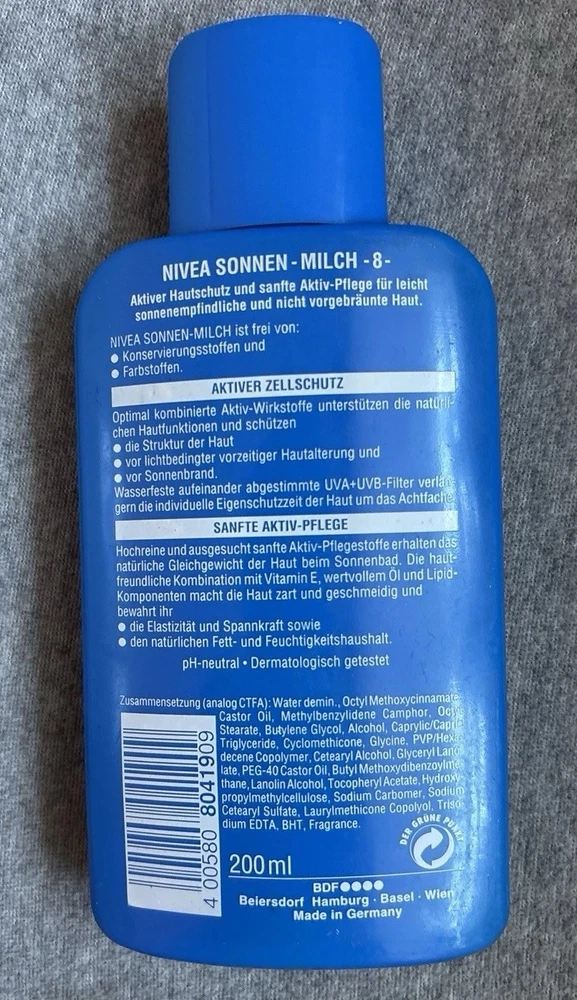 NIVEA SONNEN-MILCH -8-
Aktiver Hautschutz und sanfte Aktiv-Pflege für leicht
sonnenempfindliche und nicht vorgebräunte Haut.
NIVEA SONNEN-MILCH ist frei von:
● Konservierungsstoffen und
● Farbstoffen.
AKTIVER ZELLSCHUTZ
Optimal kombinierte Aktiv-Wirkstoffe unterstützen die natürli-
chen Hautfunktionen und schützen
● die Struktur der Haut
● vor lichtbedingter vorzeitiger Hautalterung und
● vor Sonnenbrand.
Wasserfeste aufeinander abgestimmte UVA+UVB-Filter verlän-
gern die individuelle Eigenschutzzeit der Haut um das Achtfache.
SANFTE AKTIV-PFLEGE
Hochreine und ausgesucht sanfte Aktiv-Pflegestoffe erhalten das
natürliche Gleichgewicht der Haut beim Sonnenbad. Die haut-
freundliche Kombination mit Vitamin E, wertvollem Öl und Lipid-
Komponenten macht die Haut zart und geschmeidig und
bewahrt ihr
● die Elastizität und Spannkraft sowie
● den natürlichen Fett- und Feuchtigkeitshaushalt.
pH-neutral • Dermatologisch getestet
Zusammensetzung (analog CTFA): Water demin., Octyl Methoxycinnamate,
Castor Oil, Methylbenzylidene Camphor, Octyl
Stearate, Butylene Glycol, Alcohol, Caprylic/Capric
Triglyceride, Cyclomethicone, Glycine, PVP/Hexa-
decene Copolymer, Cetearyl Alcohol, Glyceryl Lano-
late, PEG-40 Castor Oil, Butyl Methoxydibenzoylme-
thane, Lanolin Alcohol, Tocopheryl Acetate, Hydroxy-
propylmethylcellulose, Sodium Carbomer, Sodium
Cetearyl Sulfate, Laurylmethicone Copolyol, Triso-
dium EDTA, BHT, Fragrance.
4 00580 8041909
DER GRÜNE PUNKT
200 ml
BDF●●●●
Beiersdorf Hamburg · Basel · Wien
Made in Germany